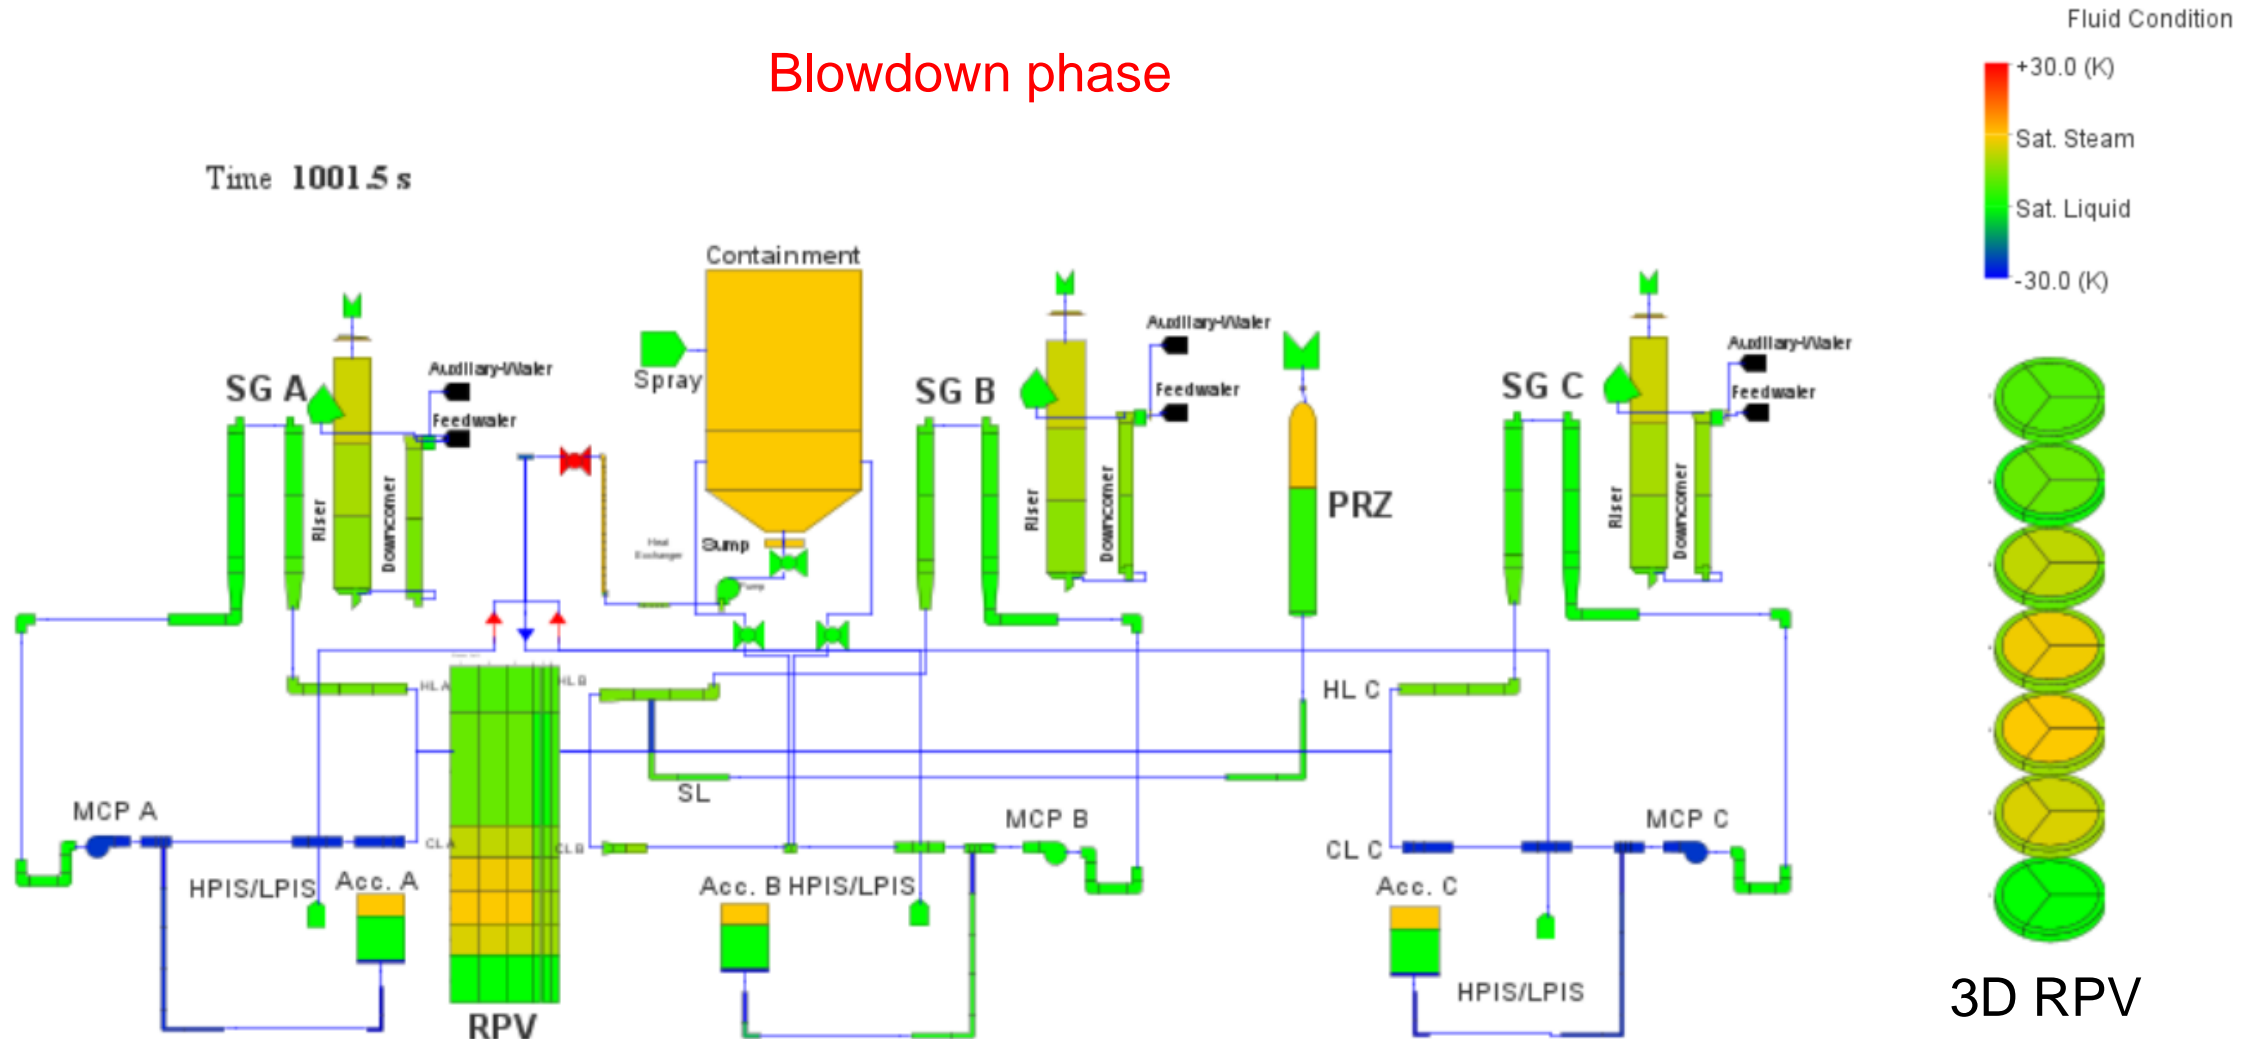 Fluid Condition
Blowdown phase
+30.0 (K)
Sat. Steam
Sat. Liquid
-30.0 (K)
Time 1001.5 s
Containment
Spray
SG A
Auxiliary-Water
Feedwater
Riser
Downcomer
Heat
Exchanger
Sump
Pump
SG B
Auxiliary-Water
Feedwater
Riser
Downcomer
PRZ
SG C
Auxiliary-Water
Feedwater
Riser
Downcomer
HL A
HL B
HL C
SL
MCP A
CL A
CL B
MCP B
CL C
MCP C
HPIS/LPIS
Acc. A
Acc. B
HPIS/LPIS
Acc. C
HPIS/LPIS
RPV
3D RPV